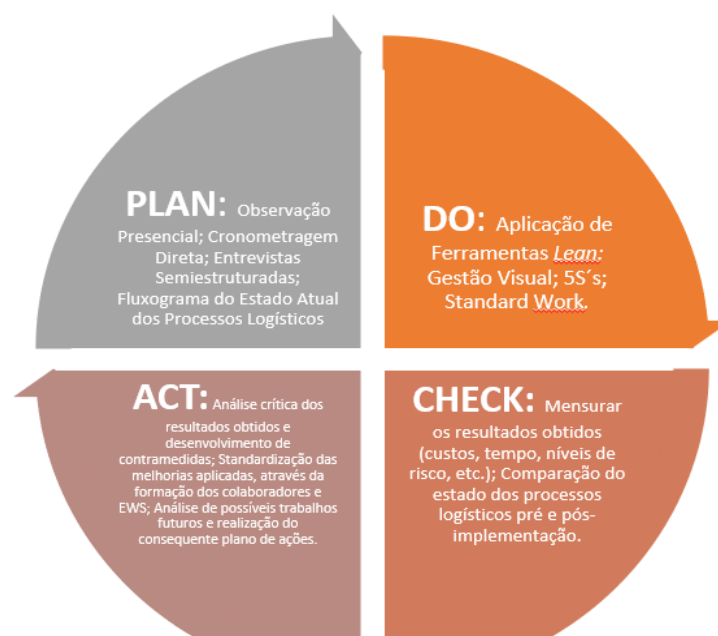 PLAN: Observação
Presencial; Cronometragem
Direta; Entrevistas
Semiestruturadas;
Fluxograma do Estado Atual
dos Processos Logísticos
DO: Aplicação de
Ferramentas Lean:
Gestão Visual; 5S´s;
Standard Work.
ACT: Análise crítica dos
resultados obtidos e
desenvolvimento de
contramedidas; Standardização das
melhorias aplicadas, através da
formação dos colaboradores e
EWS; Análise de possíveis trabalhos
futuros e realização do
consequente plano de ações.
CHECK: Mensurar
os resultados obtidos
(custos, tempo, níveis de
risco, etc.); Comparação do
estado dos processos
logísticos pré e pós-
implementação.